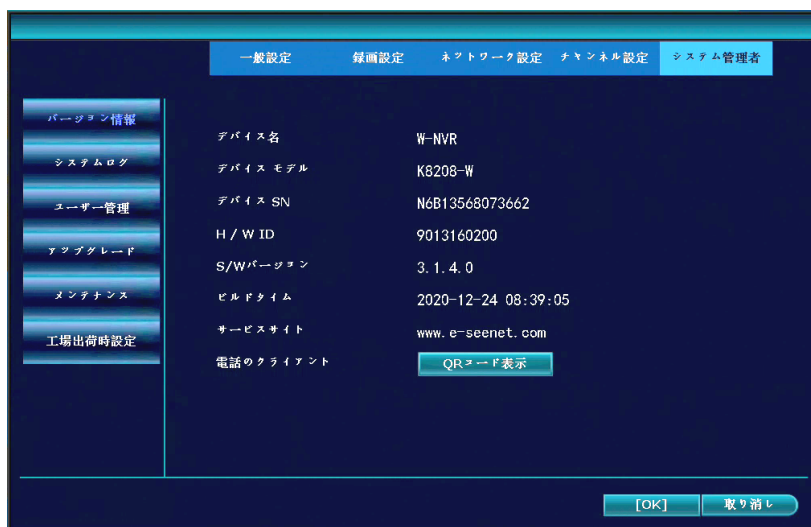 一般設定 録画設定 ネットワーク設定 チャンネル設定 システム管理者
バージョン情報
システムログ
ユーザー管理
アップグレード
メンテナンス
工場出荷時設定
デバイス名 W-NVR
デバイス モデル K8208-W
デバイス SN N6B13568073662
H / W ID 9013160200
S/Wバージョン 3.1.4.0
ビルドタイム 2020-12-24 08:39:05
サービスサイト www.e-seenet.com
電話のクライアント QRコード表示
[OK] 取り消し